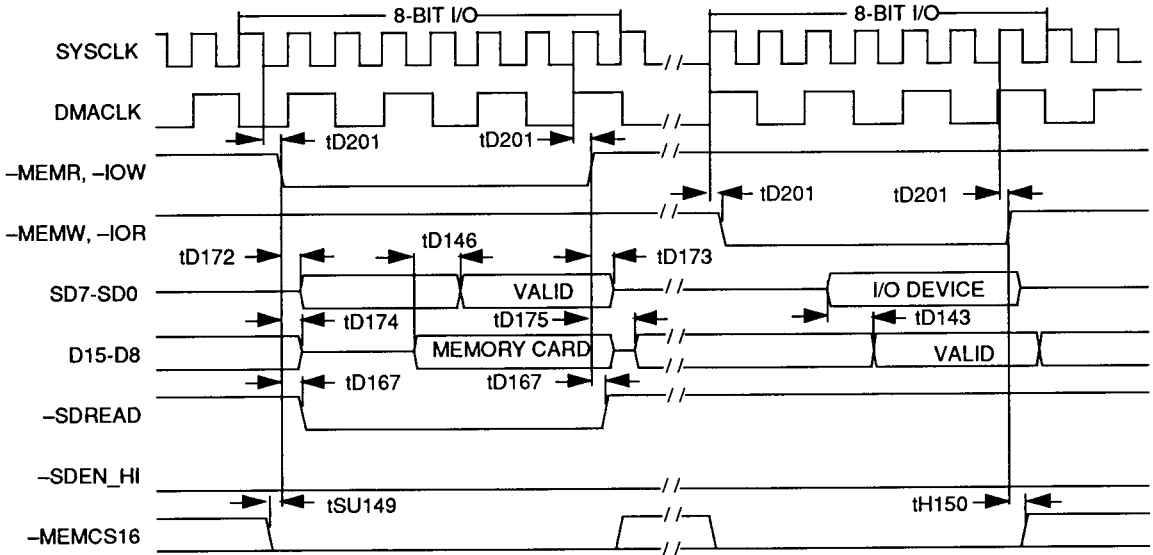 8-BIT I/O 8-BIT I/O
SYSCLK
DMACLK
tD201 tD201
–MEMR, –IOW
tD201 tD201
–MEMW, –IOR
tD146
tD172 tD173
SD7-SD0 VALID I/O DEVICE
tD174 tD175 tD143
D15-D8 MEMORY CARD VALID
tD167 tD167
–SDREAD
–SDEN_HI
tSU149 tH150
–MEMCS16